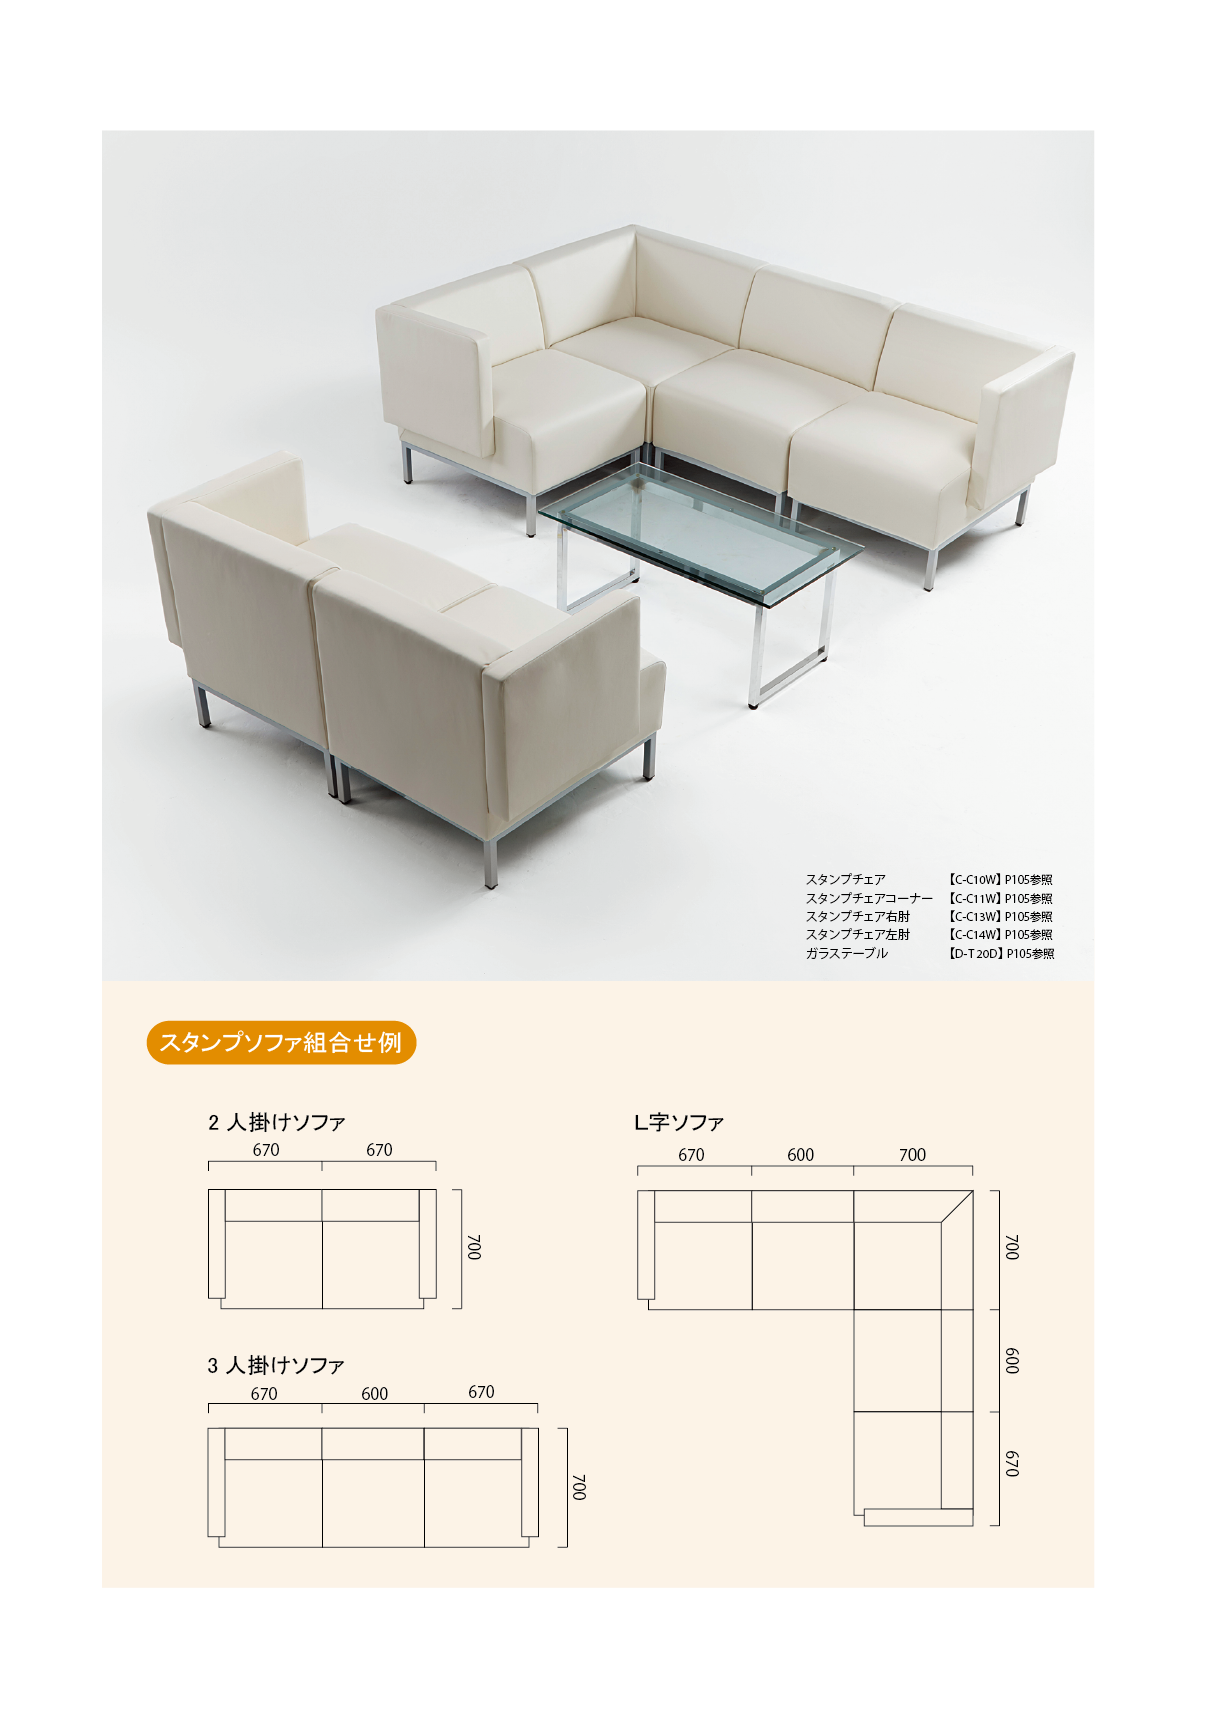 スタンプチェア 【C-C10W】 P105参照
スタンプチェアコーナー 【C-C11W】 P105参照
スタンプチェア右肘 【C-C13W】 P105参照
スタンプチェア左肘 【C-C14W】 P105参照
ガラステーブル 【D-T20D】 P105参照
スタンプソファ組合せ例
2 人掛けソファ
670 670
700
3 人掛けソファ
670 600 670
700
L字ソファ
670 600 700
700
600
670